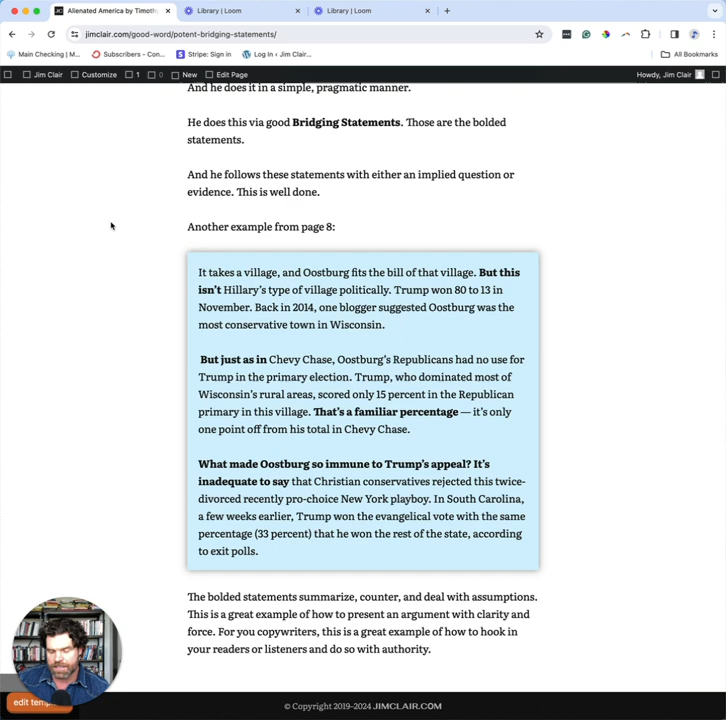 Alienated America by Timoth
Library | Loom
Library | Loom
jimclair.com/good-word/potent-bridging-statements/
Main Checking | M...
Subscribers - Con...
Stripe: Sign in
Log In ‹ Jim Clair...
All Bookmarks
Jim Clair
Customize
1
0
New
Edit Page
Howdy, Jim Clair
And he does it in a simple, pragmatic manner.
He does this via good Bridging Statements. Those are the bolded
statements.
And he follows these statements with either an implied question or
evidence. This is well done.
Another example from page 8:
It takes a village, and Oostburg fits the bill of that village. But this
isn't Hillary's type of village politically. Trump won 80 to 13 in
November. Back in 2014, one blogger suggested Oostburg was the
most conservative town in Wisconsin.
But just as in Chevy Chase, Oostburg's Republicans had no use for
Trump in the primary election. Trump, who dominated most of
Wisconsin's rural areas, scored only 15 percent in the Republican
primary in this village. That's a familiar percentage — it's only
one point off from his total in Chevy Chase.
What made Oostburg so immune to Trump's appeal? It's
inadequate to say that Christian conservatives rejected this twice-
divorced recently pro-choice New York playboy. In South Carolina,
a few weeks earlier, Trump won the evangelical vote with the same
percentage (33 percent) that he won the rest of the state, according
to exit polls.
The bolded statements summarize, counter, and deal with assumptions.
This is a great example of how to present an argument with clarity and
force. For you copywriters, this is a great example of how to hook in
your readers or listeners and do so with authority.
edit temp
© Copyright 2019-2024 JIMCLAIR.COM